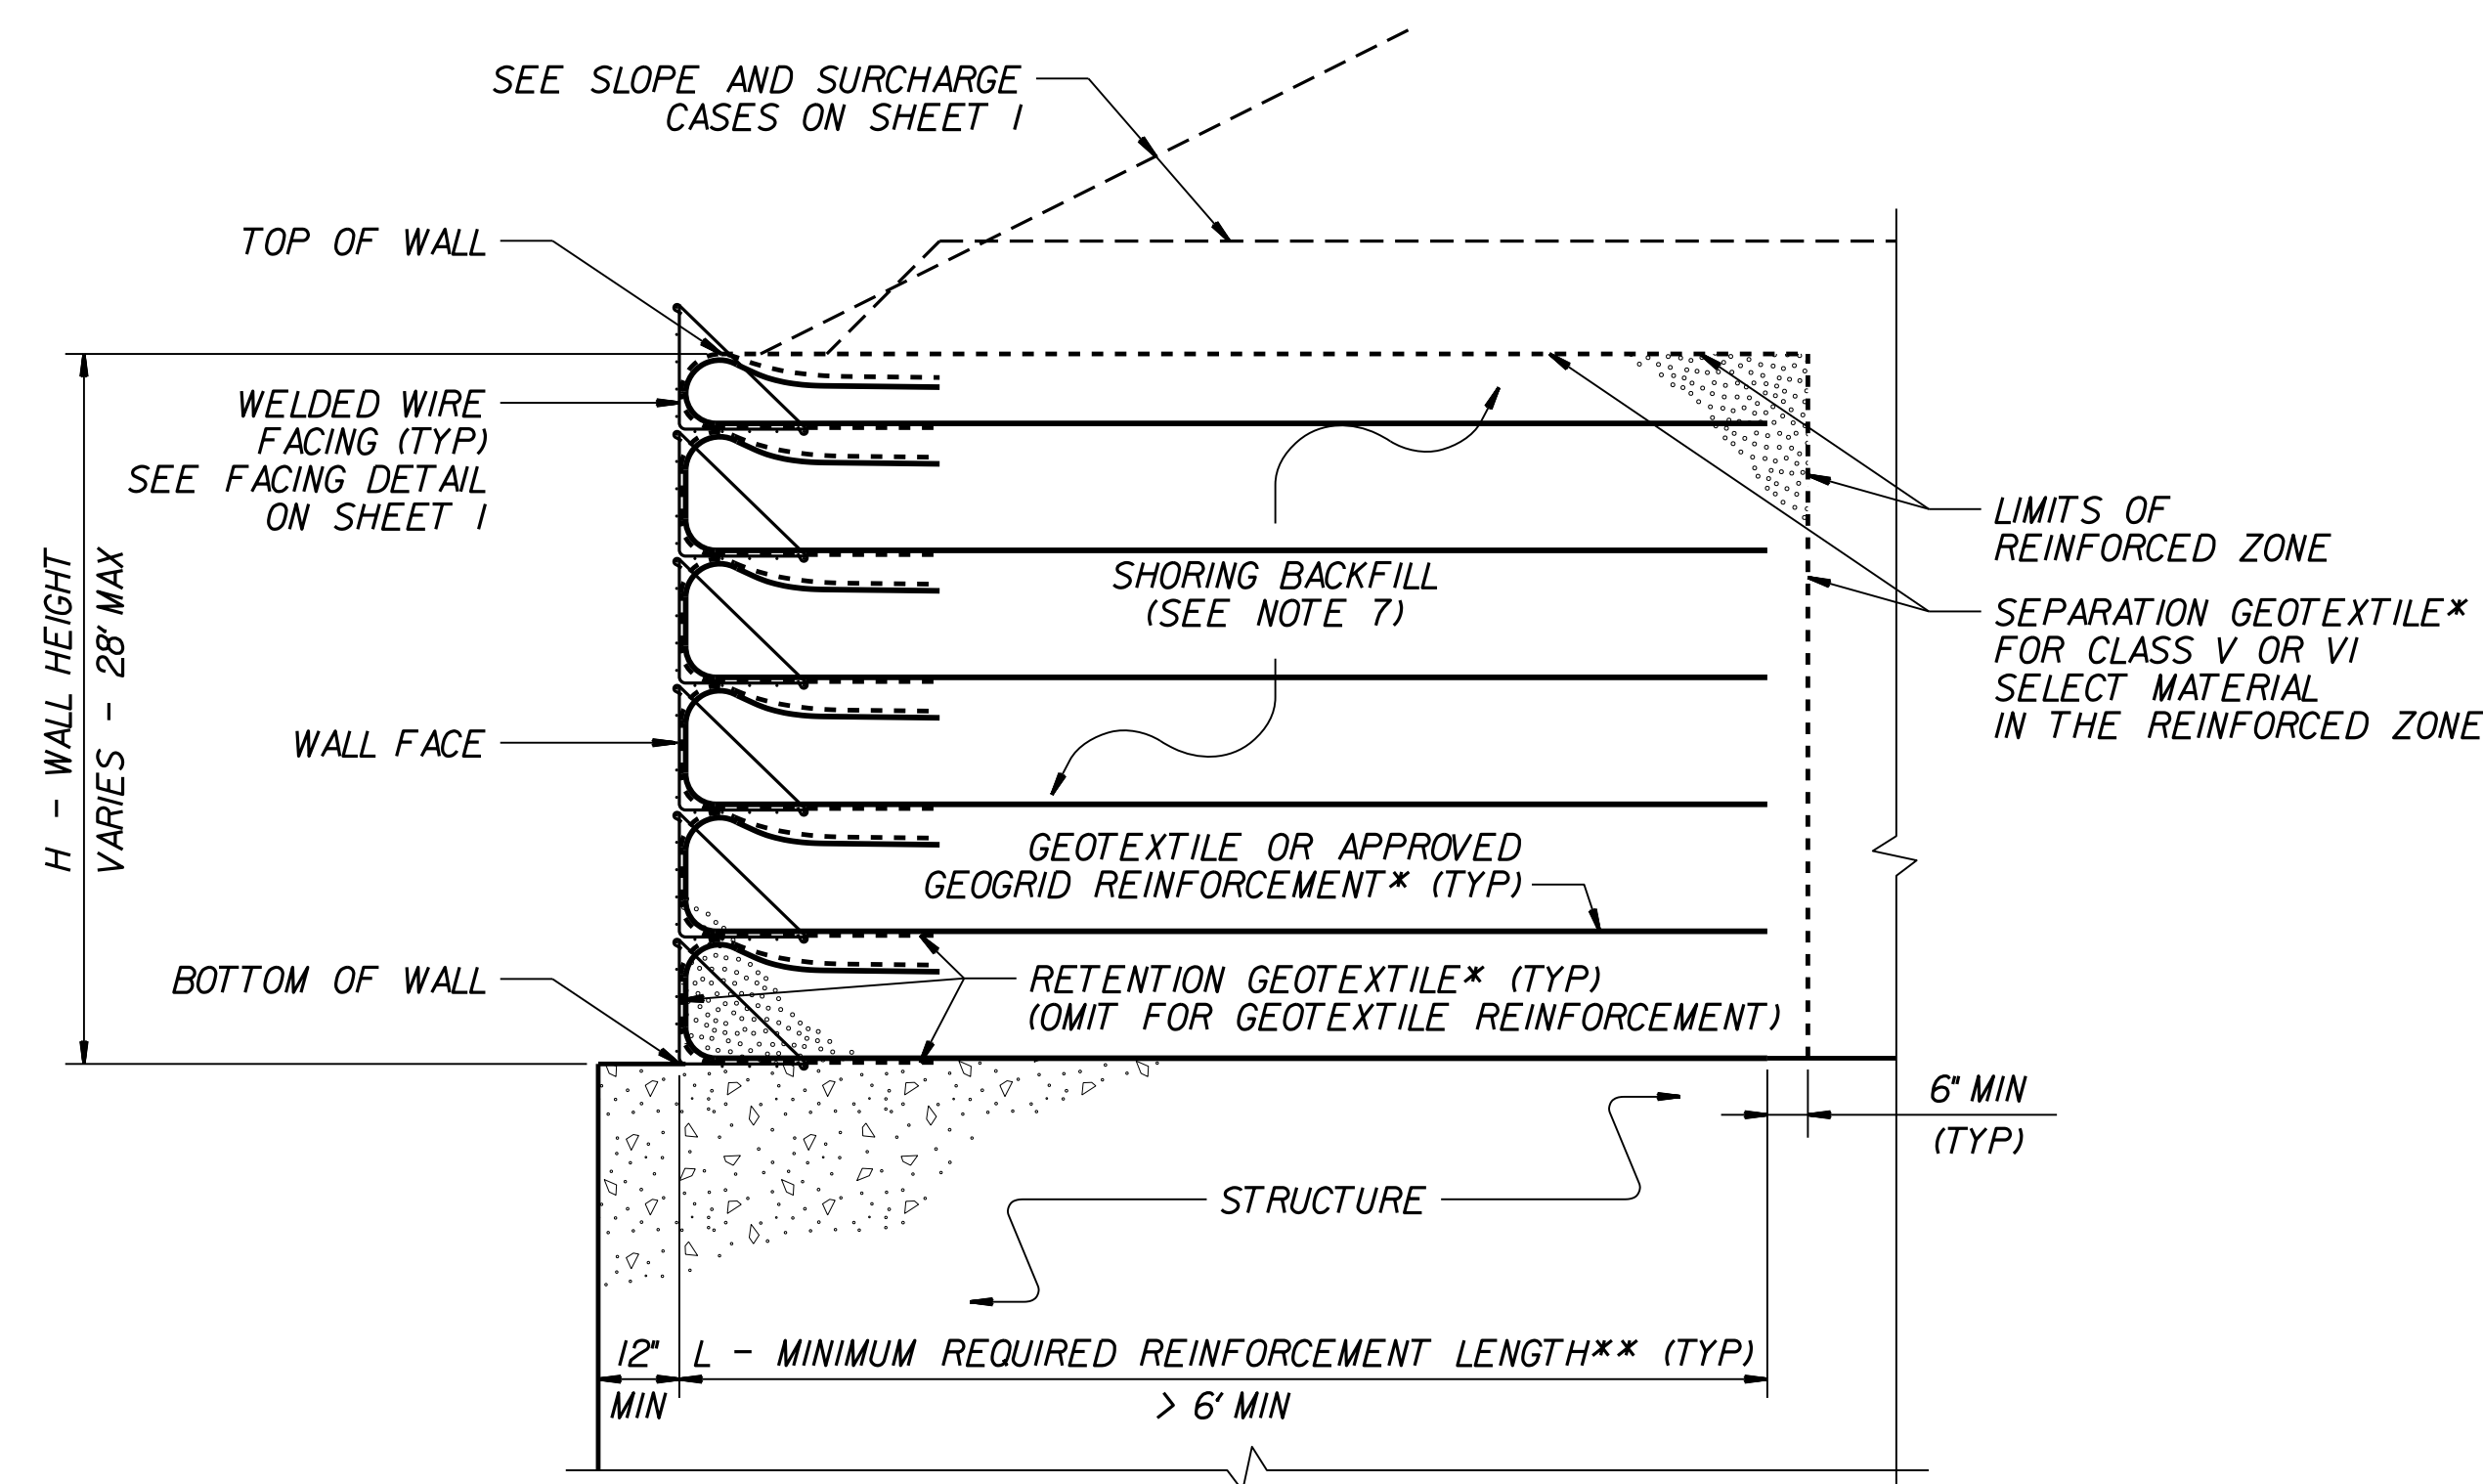 SEE SLOPE AND SURCHARGE
CASES ON SHEET 1
TOP OF WALL
WELDED WIRE
FACING (TYP)
SEE FACING DETAIL
ON SHEET 1
H - WALL HEIGHT
VARIES - 28' MAX
WALL FACE
BOTTOM OF WALL
SHORING BACKFILL
(SEE NOTE 7)
LIMITS OF
REINFORCED ZONE
SEPARATION GEOTEXTILE*
FOR CLASS V OR VI
SELECT MATERIAL
IN THE REINFORCED ZONE
GEOTEXTILE OR APPROVED
GEOGRID REINFORCEMENT* (TYP)
RETENTION GEOTEXTILE* (TYP)
(OMIT FOR GEOTEXTILE REINFORCEMENT)
6" MIN
(TYP)
STRUCTURE
12"
MIN
L - MINIMUM REQUIRED REINFORCEMENT LENGTH** (TYP)
> 6' MIN